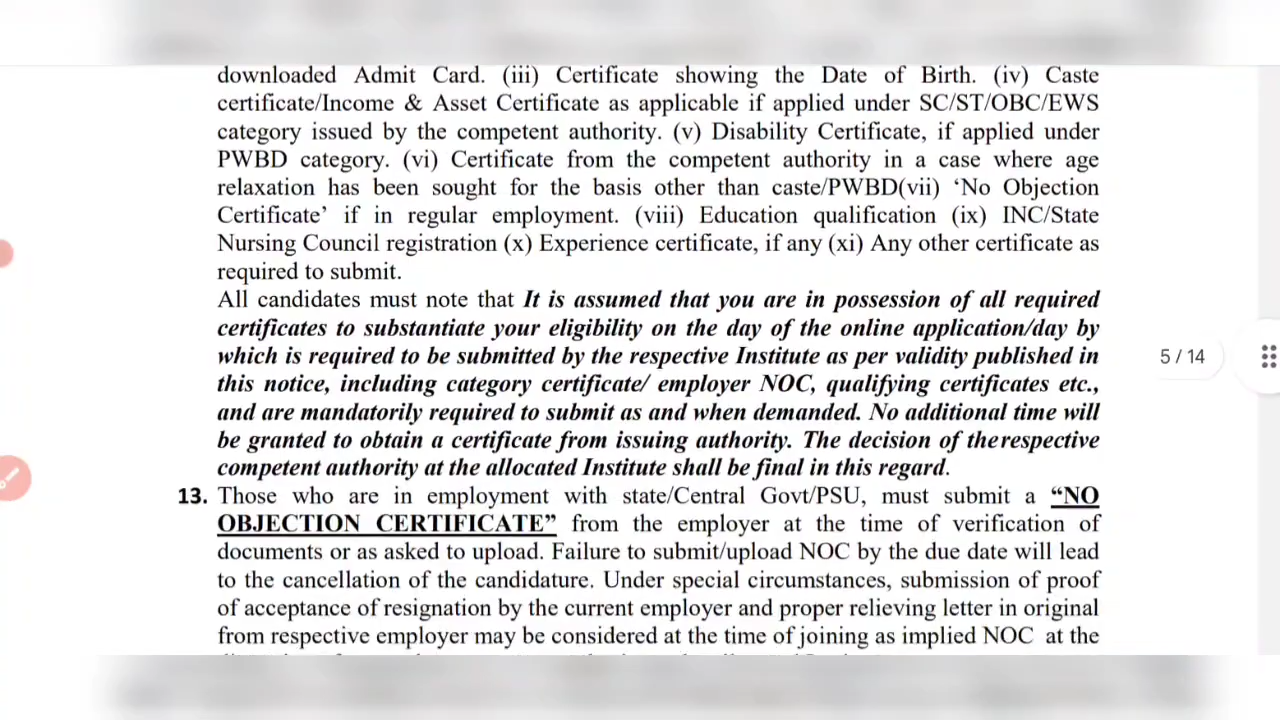 downloaded Admit Card. (iii) Certificate showing the Date of Birth. (iv) Caste
certificate/Income & Asset Certificate as applicable if applied under SC/ST/OBC/EWS
category issued by the competent authority. (v) Disability Certificate, if applied under
PWBD category. (vi) Certificate from the competent authority in a case where age
relaxation has been sought for the basis other than caste/PWBD(vii) ‘No Objection
Certificate’ if in regular employment. (viii) Education qualification (ix) INC/State
Nursing Council registration (x) Experience certificate, if any (xi) Any other certificate as
required to submit.
All candidates must note that It is assumed that you are in possession of all required
certificates to substantiate your eligibility on the day of the online application/day by
which is required to be submitted by the respective Institute as per validity published in
5 / 14
this notice, including category certificate/ employer NOC, qualifying certificates etc.,
and are mandatorily required to submit as and when demanded. No additional time will
be granted to obtain a certificate from issuing authority. The decision of the respective
competent authority at the allocated Institute shall be final in this regard.
13. Those who are in employment with state/Central Govt/PSU, must submit a “NO
OBJECTION CERTIFICATE” from the employer at the time of verification of
documents or as asked to upload. Failure to submit/upload NOC by the due date will lead
to the cancellation of the candidature. Under special circumstances, submission of proof
of acceptance of resignation by the current employer and proper relieving letter in original
from respective employer may be considered at the time of joining as implied NOC at the